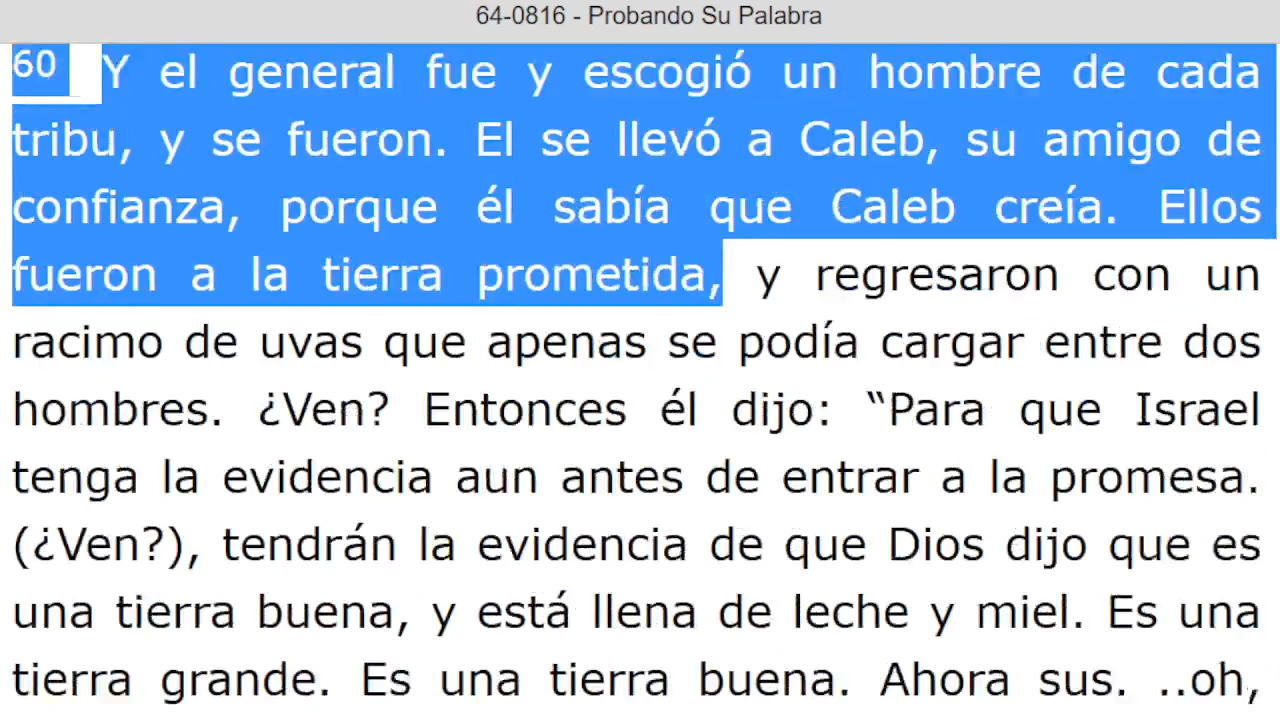 64-0816 - Probando Su Palabra
60 Y el general fue y escogió un hombre de cada
tribu, y se fueron. El se llevó a Caleb, su amigo de
confianza, porque él sabía que Caleb creía. Ellos
fueron a la tierra prometida, y regresaron con un
racimo de uvas que apenas se podía cargar entre dos
hombres. ¿Ven? Entonces él dijo: “Para que Israel
tenga la evidencia aun antes de entrar a la promesa.
(¿Ven?), tendrán la evidencia de que Dios dijo que es
una tierra buena, y está llena de leche y miel. Es una
tierra grande. Es una tierra buena. Ahora sus. ..oh,